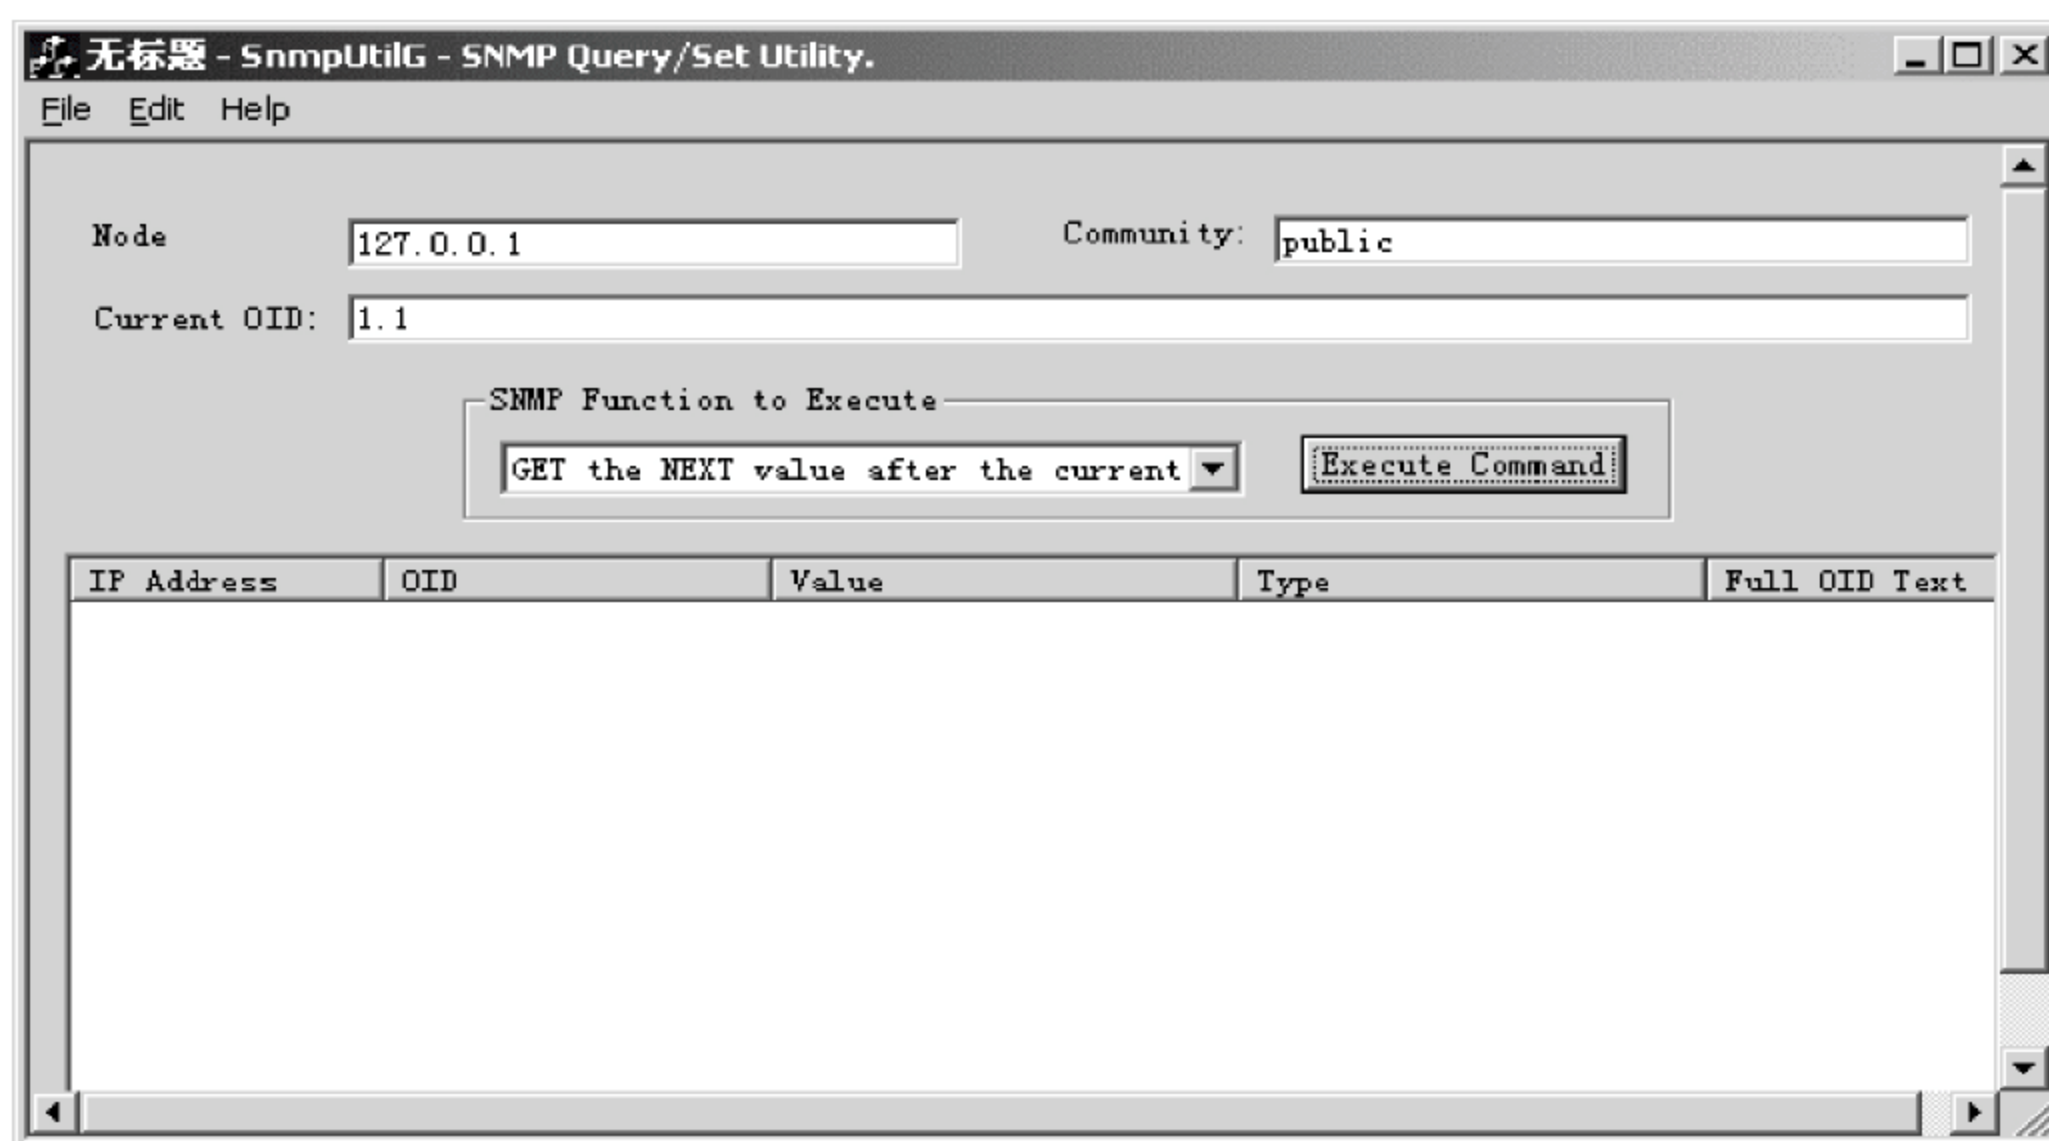 无标题 - SnmpUtilG - SNMP Query/Set Utility.
File Edit Help
Node 127.0.0.1 Community: public
Current OID: 1.1
SNMP Function to Execute
GET the NEXT value after the current Execute Command
IP Address OID Value Type Full OID Text